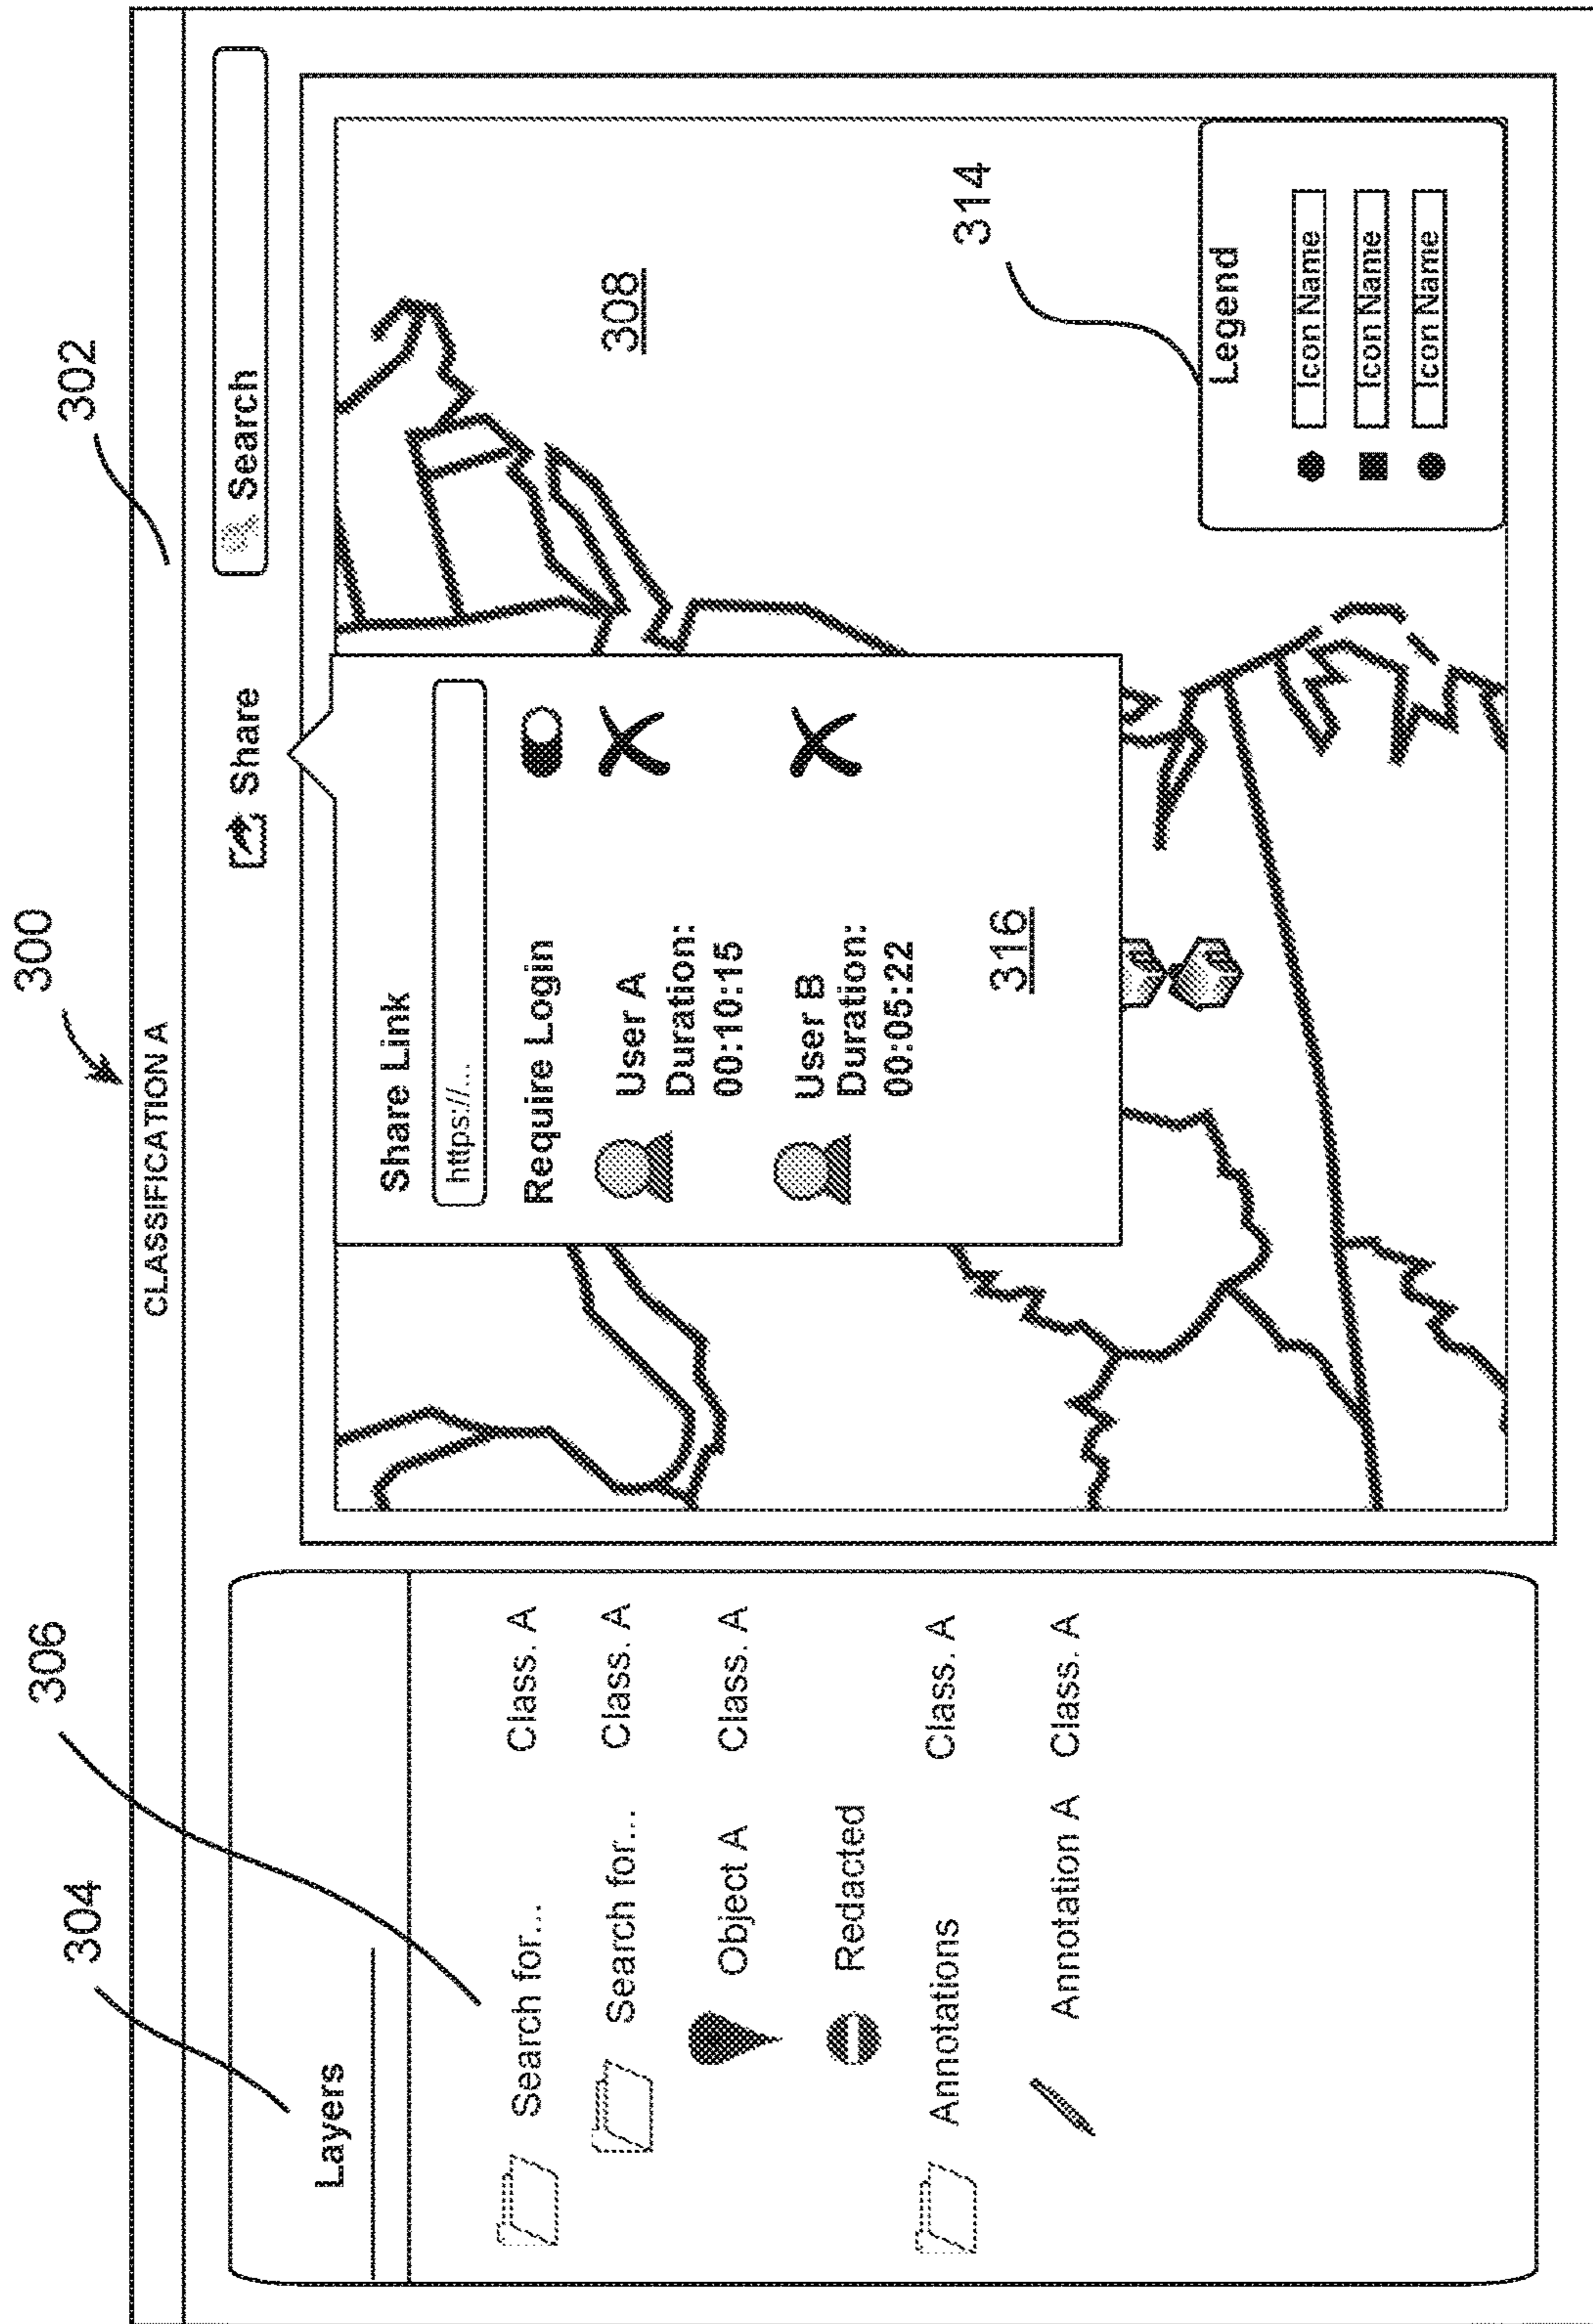 300
302
CLASSIFICATION A
304
306
Layers
Share
Search
Search for...   Class. A
Search for...   Class. A
Object A   Class. A
Redacted
Annotations   Class. A
Annotation A   Class. A
Share Link
https://...
Require Login
User A
Duration:
00:10:15
User B
Duration:
00:05:22
316
308
314
Legend
Icon Name
Icon Name
Icon Name